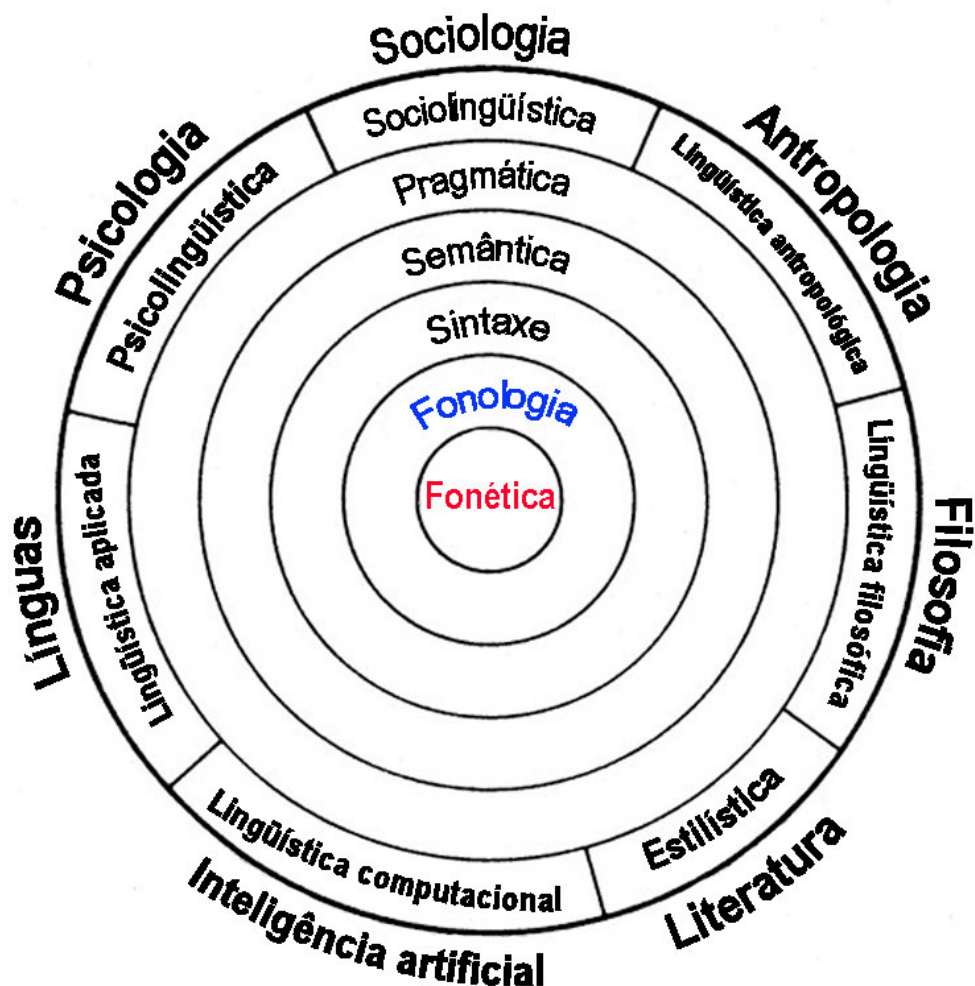 Sociologia
Sociolingüística
Pragmática
Semântica
Sintaxe
Fonologia
Fonética
Antropologia
Lingüística antropológica
Filosofia
Lingüística filosófica
Literatura
Estilística
Inteligência artificial
Lingüística computacional
Línguas
Lingüística aplicada
Psicologia
Psicolingüística